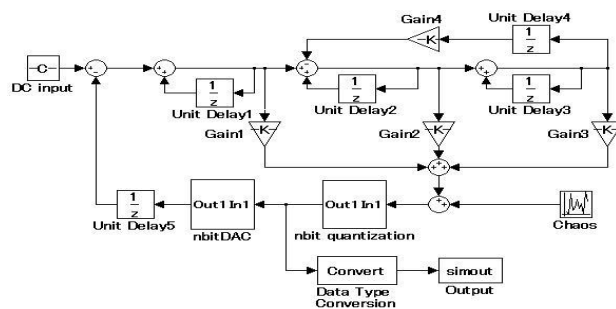 Gain4
Unit Delay4
-K-
1
z
-C-
DC input
1
z
Unit Delay1
1
z
Unit Delay2
1
z
Unit Delay3
Gain1
-K-
Gain2
-K-
Gain3
-K-
1
z
Unit Delay5
Out1 In1
nbitDAC
Out1 In1
nbit quantization
Chaos
Convert
Data Type
Conversion
simout
Output